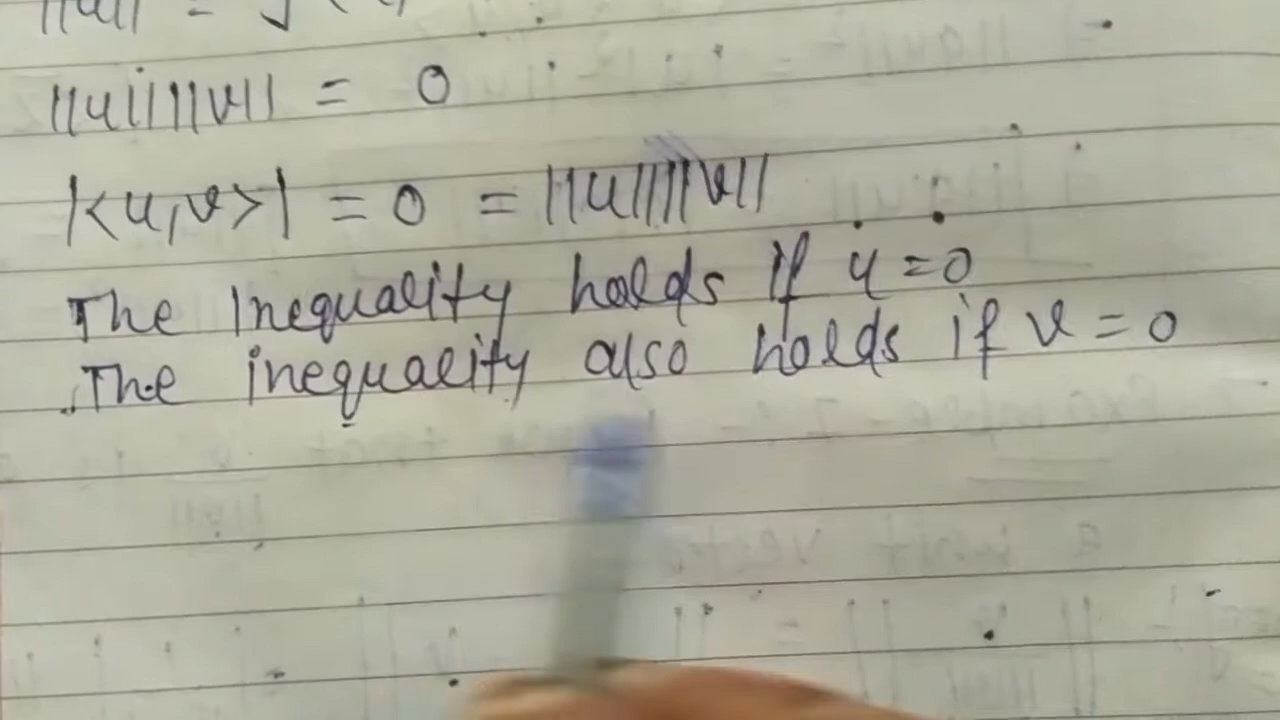 ||u|| ||v|| = 0
|<u,v>| = 0 = ||u|| ||v||
The Inequality holds If u = 0
The inequality also holds if v = 0